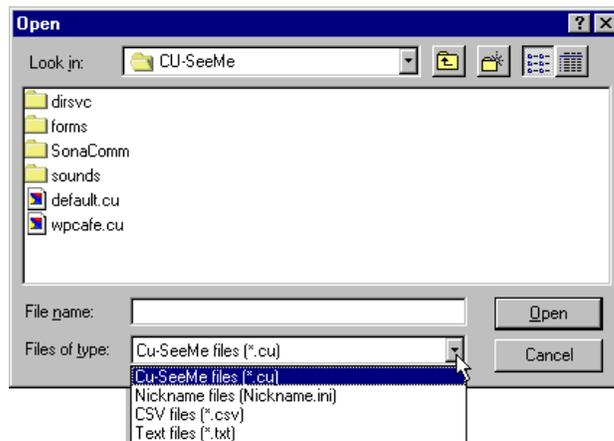 Open
Look in: CU-SeeMe
dirsvc
forms
SonaComm
sounds
default.cu
wpcafe.cu
File name: Open
Files of type: Cu-SeeMe files (*.cu) Cancel
Cu-SeeMe files (*.cu)
Nickname files (Nickname.ini)
CSV files (*.csv)
Text files (*.txt)